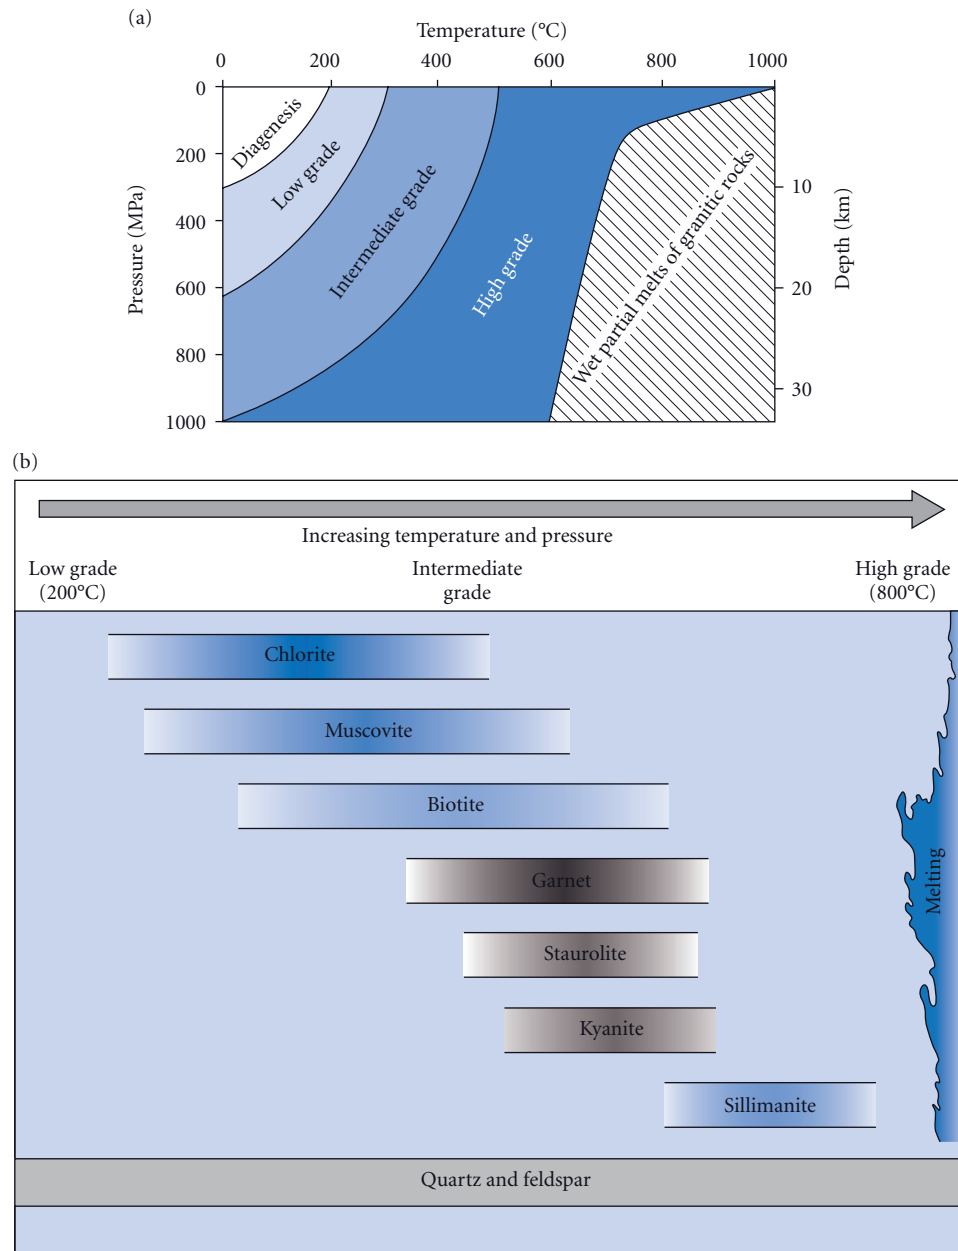 (a)
Temperature (°C)
0 200 400 600 800 1000
Pressure (MPa)
0
200
400
600
800
1000
Depth (km)
10
20
30
Diagenesis
Low grade
Intermediate grade
High grade
Wet partial melts of granitic rocks
(b)
Increasing temperature and pressure
Low grade
(200°C)
Intermediate
grade
High grade
(800°C)
Chlorite
Muscovite
Biotite
Garnet
Staurolite
Kyanite
Sillimanite
Melting
Quartz and feldspar